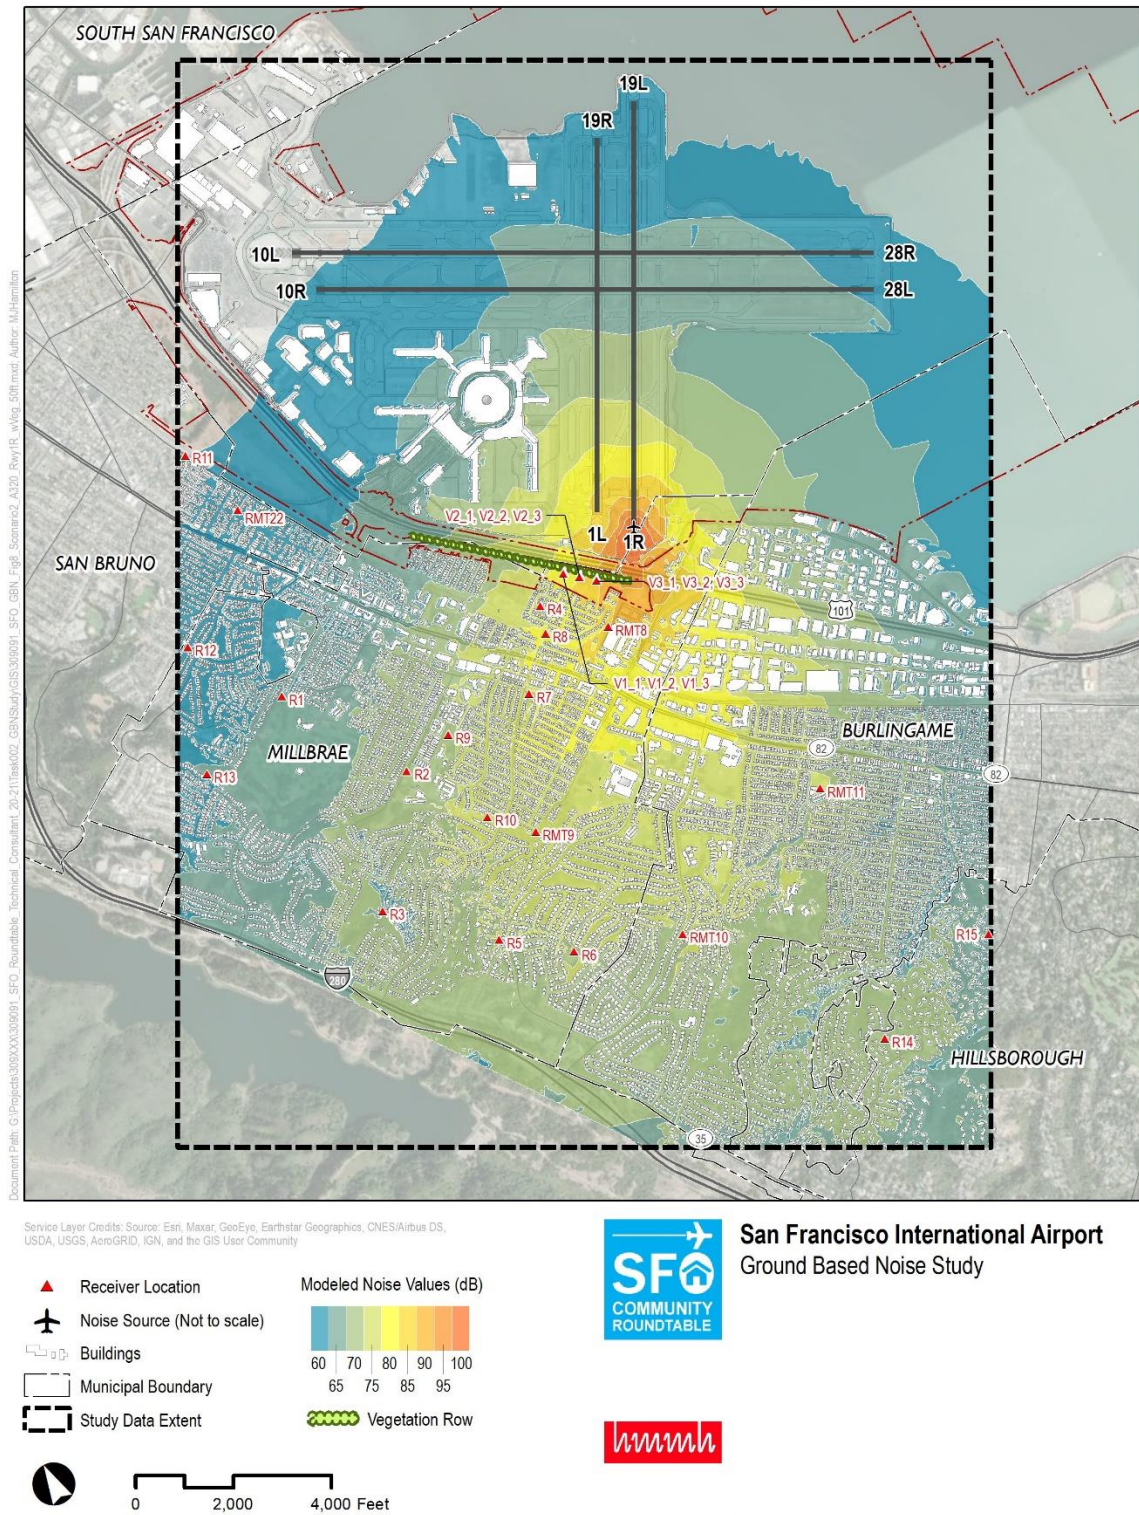 SOUTH SAN FRANCISCO
19L
19R
10L
28R
10R
28L
R11
V2_1, V2_2, V2_3
1L
1R
RMT22
SAN BRUNO
V3_1, V3_2, V3_3
101
R4
RMT8
R8
R12
V1_1, V1_2, V1_3
R1
R7
BURLINGAME
MILLBRAE
R9
82
R2
82
R13
RMT11
R10
RMT9
R3
R5
RMT10
R15
R6
280
R14
HILLSBOROUGH
35
Service Layer Credits: Source: Esri, Maxar, GeoEye, Earthstar Geographics, CNES/Airbus DS,
USDA, USGS, AeroGRID, IGN, and the GIS User Community
Receiver Location
Noise Source (Not to scale)
Buildings
Municipal Boundary
Study Data Extent
Modeled Noise Values (dB)
60 70 80 90 100
65 75 85 95
Vegetation Row
0 2,000 4,000 Feet
SFO
COMMUNITY
ROUNDTABLE
San Francisco International Airport
Ground Based Noise Study
hmmh